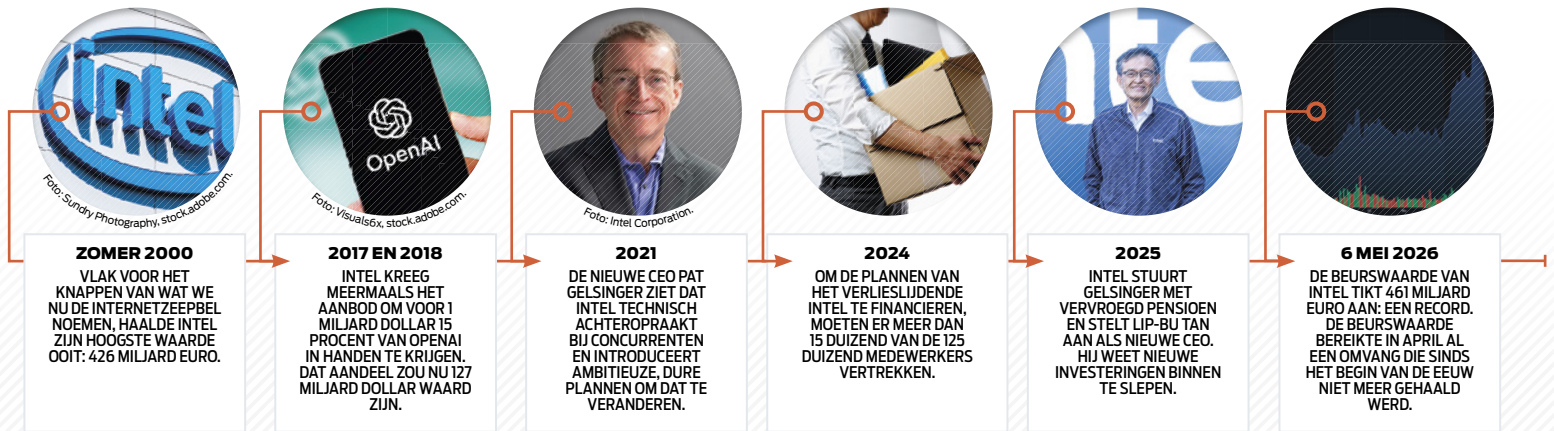 intel
Foto: Sundry Photography, stock.adobe.com.
ZOMER 2000
VLAK VOOR HET
KNAPPEN VAN WAT WE
NU DE INTERNETZEEPBEL
NOEMEN, HAALDE INTEL
ZIJN HOOGSTE WAARDE
OOIT: 426 MILJARD EURO.
OpenAI
Foto: Visuals6x, stock.adobe.com.
2017 EN 2018
INTEL KREEG
MEERMAALS HET
AANBOD OM VOOR 1
MILJARD DOLLAR 15
PROCENT VAN OPENAI
IN HANDEN TE KRIJGEN.
DAT AANDEEL ZOU NU 127
MILJARD DOLLAR WAARD
ZIJN.
Foto: Intel Corporation.
2021
DE NIEUWE CEO PAT
GELSINGER ZIET DAT
INTEL TECHNISCH
ACHTEROPRAAKT
BIJ CONCURRENTEN
EN INTRODUCEERT
AMBITIEUZE, DURE
PLANNEN OM DAT TE
VERANDEREN.
2024
OM DE PLANNEN VAN
HET VERLIESLIJDENDE
INTEL TE FINANCIEREN,
MOETEN ER MEER DAN
15 DUIZEND VAN DE 125
DUIZEND MEDEWERKERS
VERTREKKEN.
nte
2025
INTEL STUURT
GELSINGER MET
VERVROEGD PENSIOEN
EN STELT LIP-BU TAN
AAN ALS NIEUWE CEO.
HIJ WEET NIEUWE
INVESTERINGEN BINNEN
TE SLEPEN.
6 MEI 2026
DE BEURSWAARDE VAN
INTEL TIKT 461 MILJARD
EURO AAN: EEN RECORD.
DE BEURSWAARDE
BEREIKTE IN APRIL AL
EEN OMVANG DIE SINDS
HET BEGIN VAN DE EEUW
NIET MEER GEHAALD
WERD.